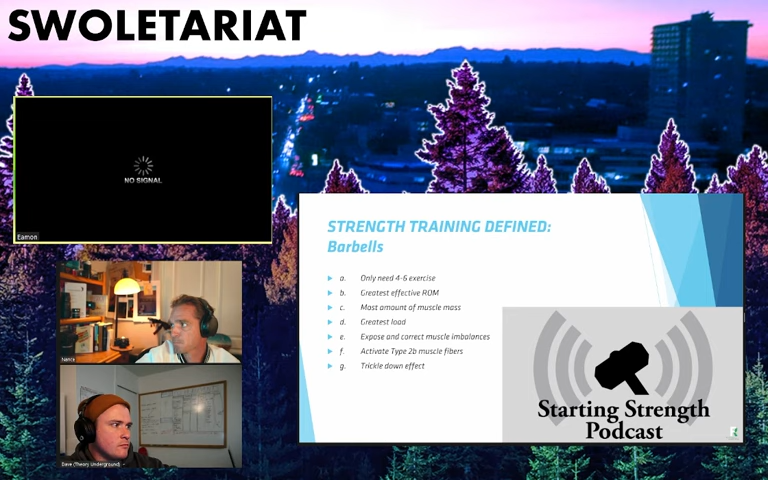 SWOLETARIAT
NO SIGNAL
Eamon
STRENGTH TRAINING DEFINED:
Barbells
a. Only need 4-6 exercise
b. Greatest effective ROM
c. Most amount of muscle mass
d. Greatest load
e. Expose and correct muscle imbalances
f. Activate Type 2b muscle fibers
g. Trickle down effect
Starting Strength
Podcast
Dave (Theory Underground)